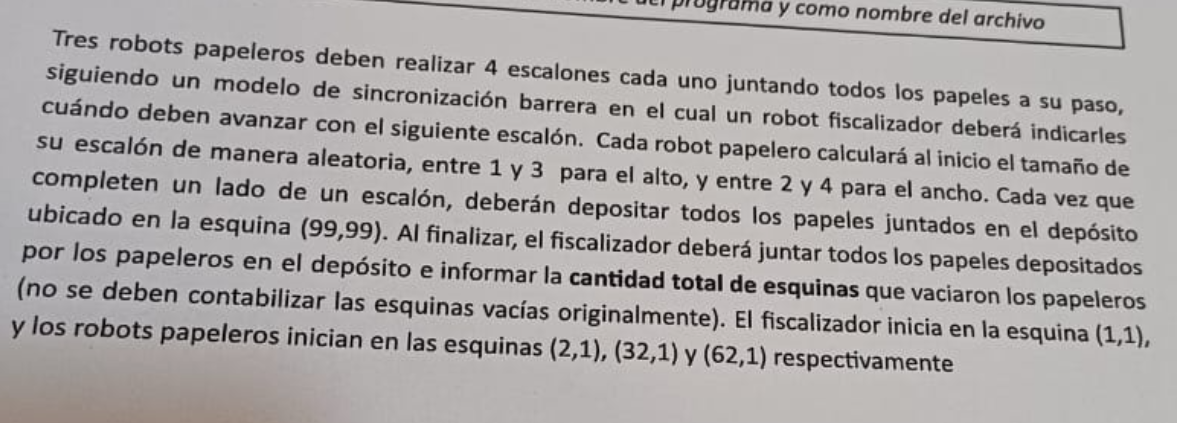 programa y como nombre del archivo
Tres robots papeleros deben realizar 4 escalones cada uno juntando todos los papeles a su paso,
siguiendo un modelo de sincronización barrera en el cual un robot fiscalizador deberá indicarles
cuándo deben avanzar con el siguiente escalón. Cada robot papelero calculará al inicio el tamaño de
su escalón de manera aleatoria, entre 1 y 3 para el alto, y entre 2 y 4 para el ancho. Cada vez que
completen un lado de un escalón, deberán depositar todos los papeles juntados en el depósito
ubicado en la esquina (99,99). Al finalizar, el fiscalizador deberá juntar todos los papeles depositados
por los papeleros en el depósito e informar la cantidad total de esquinas que vaciaron los papeleros
(no se deben contabilizar las esquinas vacías originalmente). El fiscalizador inicia en la esquina (1,1),
y los robots papeleros inician en las esquinas (2,1), (32,1) y (62,1) respectivamente